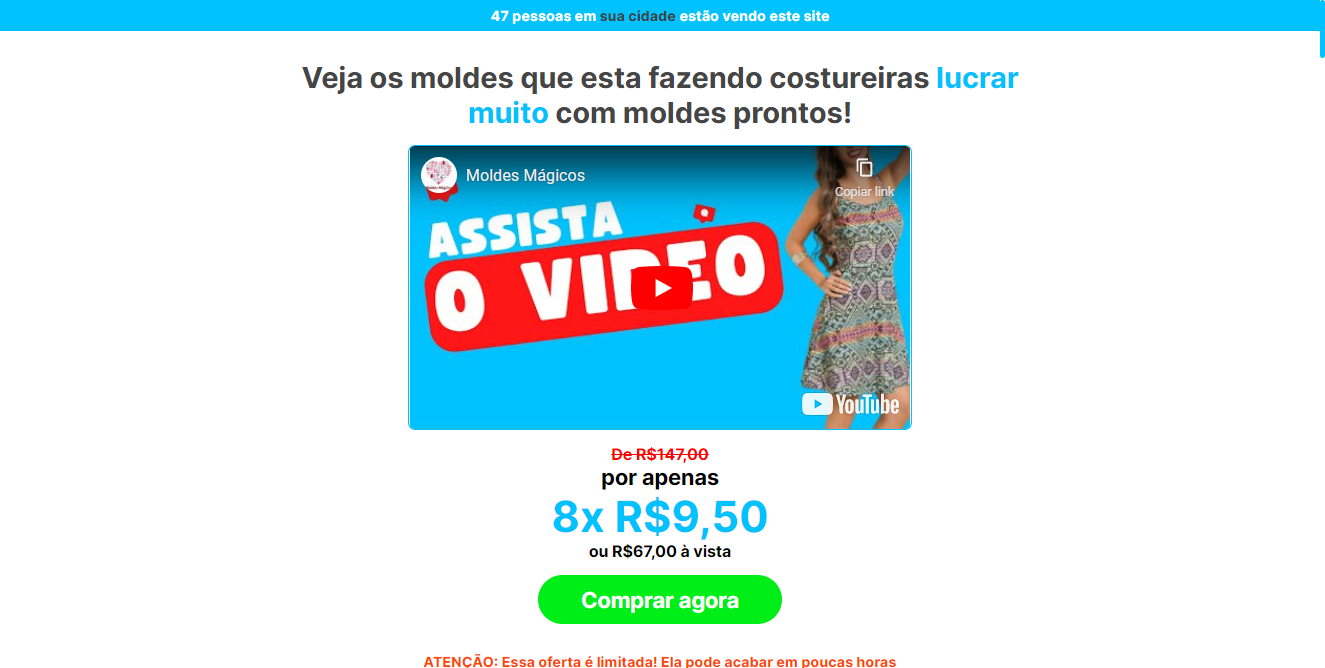 47 pessoas em sua cidade estão vendo este site
Veja os moldes que esta fazendo costureiras lucrar
muito com moldes prontos!
Moldes Mágicos
Copiar link
ASSISTA
O VIDEO
YouTube
De R$147,00
por apenas
8x R$9,50
ou R$67,00 à vista
Comprar agora
ATENÇÃO: Essa oferta é limitada! Ela pode acabar em poucas horas